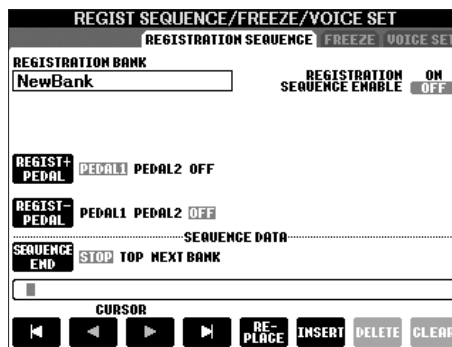 REGIST SEQUENCE/FREEZE/VOICE SET
REGISTRATION SEQUENCE FREEZE VOICE SET
REGISTRATION BANK
NewBank
REGISTRATION SEQUENCE ENABLE
ON
OFF
REGIST+ PEDAL
PEDAL1 PEDAL2 OFF
REGIST- PEDAL
PEDAL1 PEDAL2 OFF
SEQUENCE DATA
SEQUENCE END
STOP TOP NEXT BANK
CURSOR
RE-PLACE INSERT DELETE CLEAR